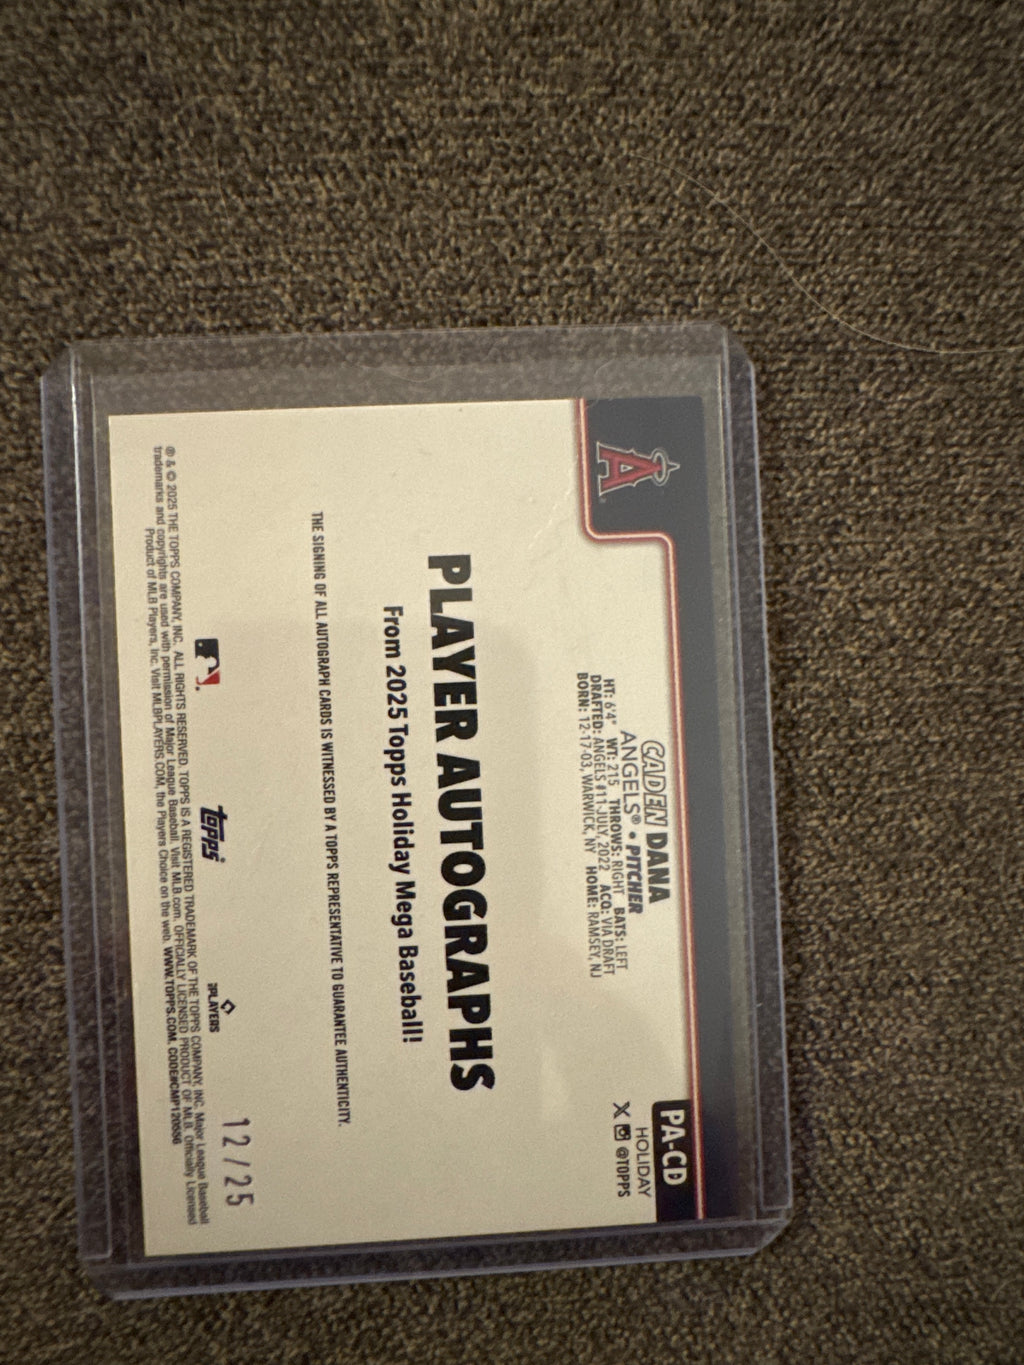 A
CADEN DANA
ANGELS® • PITCHER
HT: 6'4" WT: 215 THROWS: RIGHT BATS: LEFT
DRAFTED: ANGELS #11-JULY, 2022 ACQ: VIA DRAFT
BORN: 12-17-03, WARWICK, NY HOME: RAMSEY, NJ
PA-CD
HOLIDAY
X @TOPPS
PLAYER AUTOGRAPHS
From 2025 Topps Holiday Mega Baseball!
THE SIGNING OF ALL AUTOGRAPH CARDS IS WITNESSED BY A TOPPS REPRESENTATIVE TO GUARANTEE AUTHENTICITY.
topps
PLAYERS
12/25
® & © 2025 THE TOPPS COMPANY, INC. ALL RIGHTS RESERVED. TOPPS IS A REGISTERED TRADEMARK OF THE TOPPS COMPANY, INC. Major League Baseball
trademarks and copyrights are used with permission of Major League Baseball. Visit MLB.com. OFFICIALLY LICENSED PRODUCT OF MLB. Officially Licensed
Product of MLB Players, Inc. Visit MLBPLAYERS.COM, the Players Choice on the web. WWW.TOPPS.COM. CODE#CMP120556